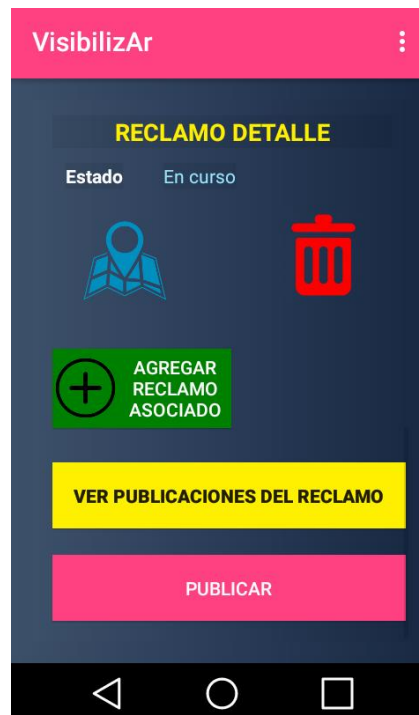 VisibilizAr
RECLAMO DETALLE
Estado En curso
AGREGAR
RECLAMO
ASOCIADO
VER PUBLICACIONES DEL RECLAMO
PUBLICAR